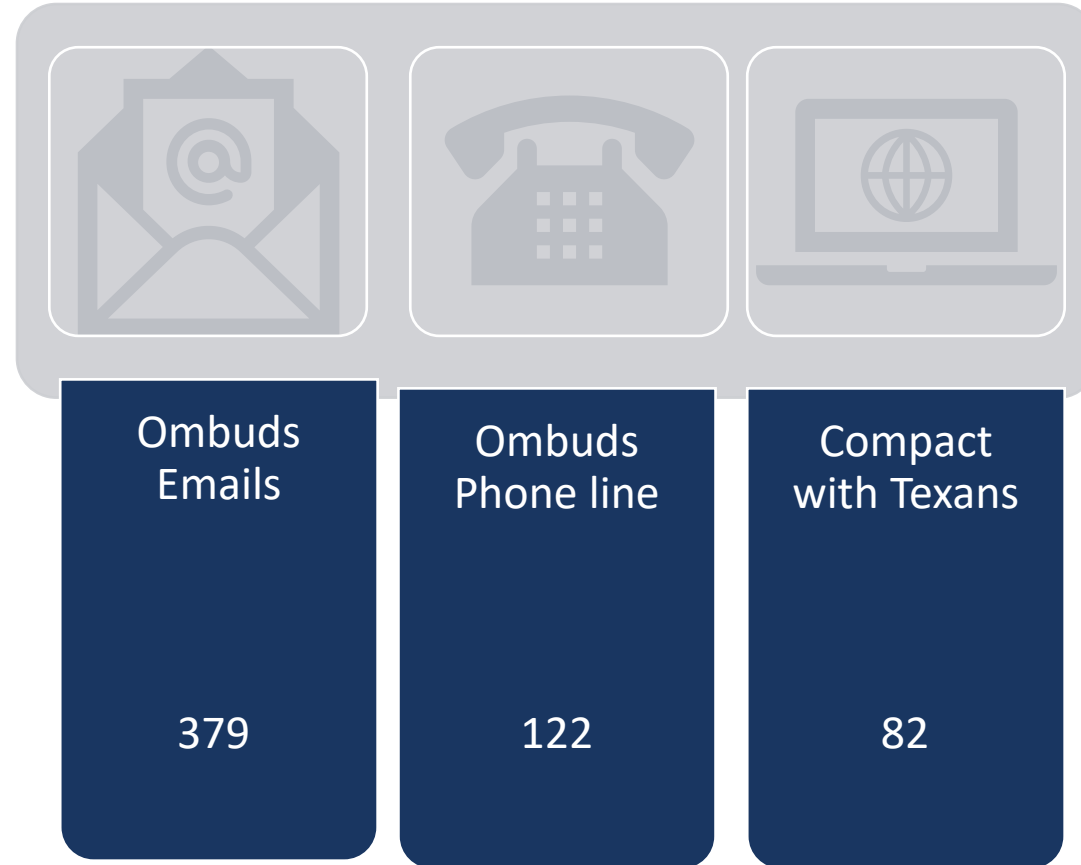 Ombuds
Emails
379
Ombuds
Phone line
122
Compact
with Texans
82